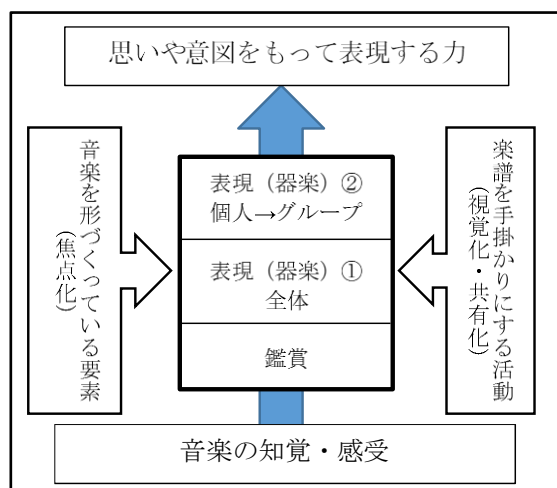 思いや意図をもって表現する力
音楽を形づくっている要素
(焦点化)
表現（器楽）②
個人→グループ
表現（器楽）①
全体
鑑賞
楽譜を手掛かりにする活動
(視覚化・共有化)
音楽の知覚・感受